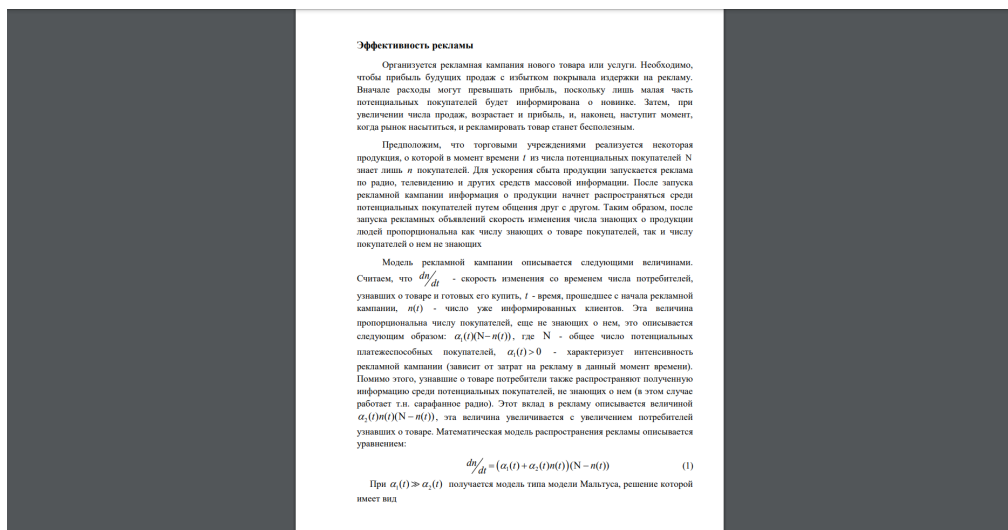 Эффективность рекламы
Организуется рекламная кампания нового товара или услуги. Необходимо,
чтобы прибыль будущих продаж с избытком покрывала издержки на рекламу.
Вначале расходы могут превышать прибыль, поскольку лишь малая часть
потенциальных покупателей будет информирована о новинке. Затем, при
увеличении числа продаж, возрастает и прибыль, и, наконец, наступит момент,
когда рынок насытиться, и рекламировать товар станет бесполезным.
Предположим, что торговыми учреждениями реализуется некоторая
продукция, о которой в момент времени t из числа потенциальных покупателей N
знает лишь n покупателей. Для ускорения сбыта продукции запускается реклама
по радио, телевидению и других средств массовой информации. После запуска
рекламной кампании информация о продукции начнет распространяться среди
потенциальных покупателей путем общения друг с другом. Таким образом, после
запуска рекламных объявлений скорость изменения числа знающих о продукции
людей пропорциональна как числу знающих о товаре покупателей, так и числу
покупателей о нем не знающих
Модель рекламной кампании описывается следующими величинами.
Считаем, что dn/dt - скорость изменения со временем числа потребителей,
узнавших о товаре и готовых его купить, t - время, прошедшее с начала рекламной
кампании, n(t) - число уже информированных клиентов. Эта величина
пропорциональна числу покупателей, еще не знающих о нем, это описывается
следующим образом: α₁(t)(N−n(t)), где N - общее число потенциальных
платежеспособных покупателей, α₁(t)>0 - характеризует интенсивность
рекламной кампании (зависит от затрат на рекламу в данный момент времени).
Помимо этого, узнавшие о товаре потребители также распространяют полученную
информацию среди потенциальных покупателей, не знающих о нем (в этом случае
работает т.н. сарафанное радио). Этот вклад в рекламу описывается величиной
α₂(t)n(t)(N−n(t)), эта величина увеличивается с увеличением потребителей
узнавших о товаре. Математическая модель распространения рекламы описывается
уравнением:
dn/dt = (α₁(t)+α₂(t)n(t))(N−n(t)) (1)
При α₁(t)≫α₂(t) получается модель типа модели Мальтуса, решение которой
имеет вид